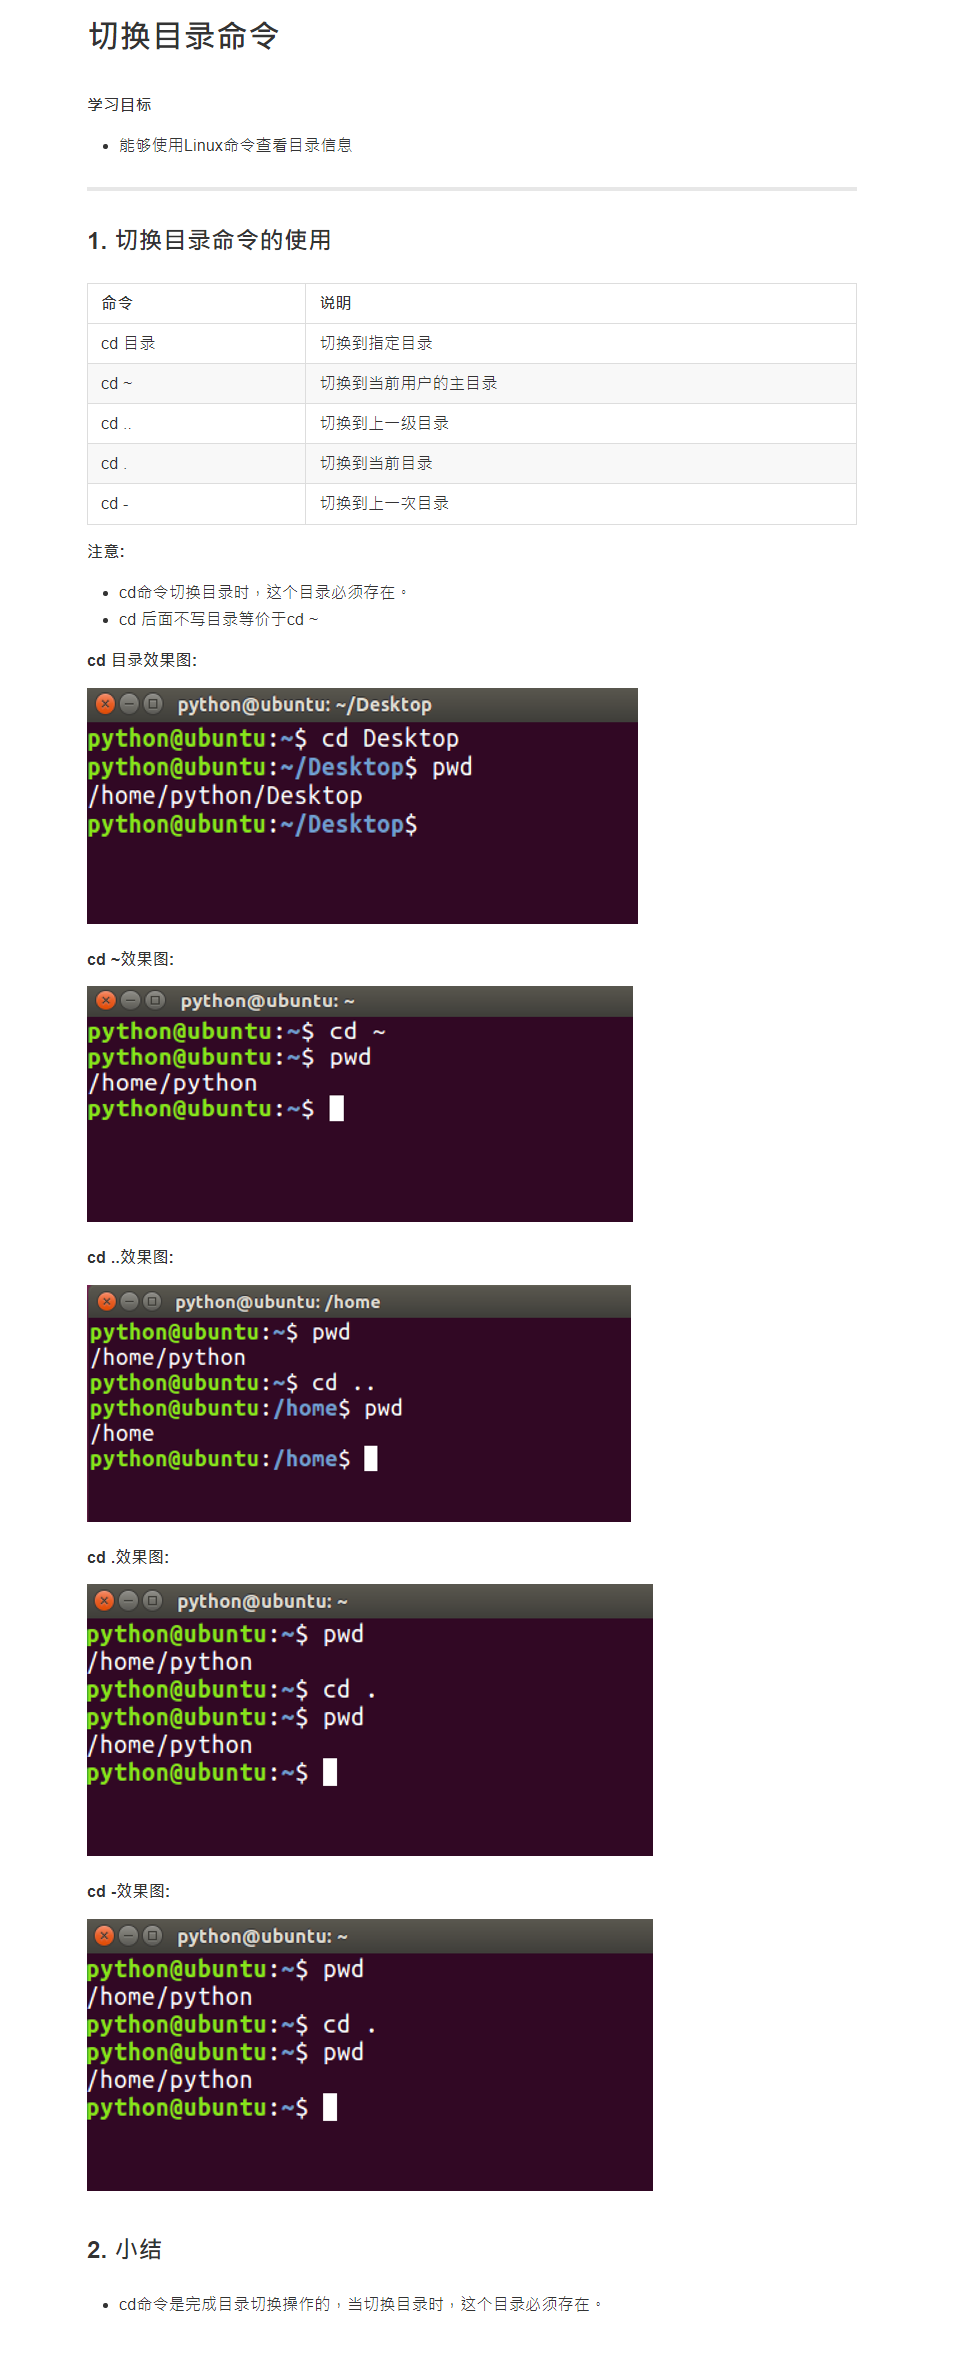 切换目录命令
学习目标
• 能够使用Linux命令查看目录信息
1. 切换目录命令的使用
命令 说明
cd 目录 切换到指定目录
cd ~ 切换到当前用户的主目录
cd .. 切换到上一级目录
cd . 切换到当前目录
cd - 切换到上一次目录
注意:
• cd命令切换目录时，这个目录必须存在。
• cd 后面不写目录等价于cd ~
cd 目录效果图:
python@ubuntu: ~/Desktop
python@ubuntu:~$ cd Desktop
python@ubuntu:~/Desktop$ pwd
/home/python/Desktop
python@ubuntu:~/Desktop$
cd ~效果图:
python@ubuntu: ~
python@ubuntu:~$ cd ~
python@ubuntu:~$ pwd
/home/python
python@ubuntu:~$
cd ..效果图:
python@ubuntu: /home
python@ubuntu:~$ pwd
/home/python
python@ubuntu:~$ cd ..
python@ubuntu:/home$ pwd
/home
python@ubuntu:/home$
cd .效果图:
python@ubuntu: ~
python@ubuntu:~$ pwd
/home/python
python@ubuntu:~$ cd .
python@ubuntu:~$ pwd
/home/python
python@ubuntu:~$
cd -效果图:
python@ubuntu: ~
python@ubuntu:~$ pwd
/home/python
python@ubuntu:~$ cd .
python@ubuntu:~$ pwd
/home/python
python@ubuntu:~$
2. 小结
• cd命令是完成目录切换操作的，当切换目录时，这个目录必须存在。